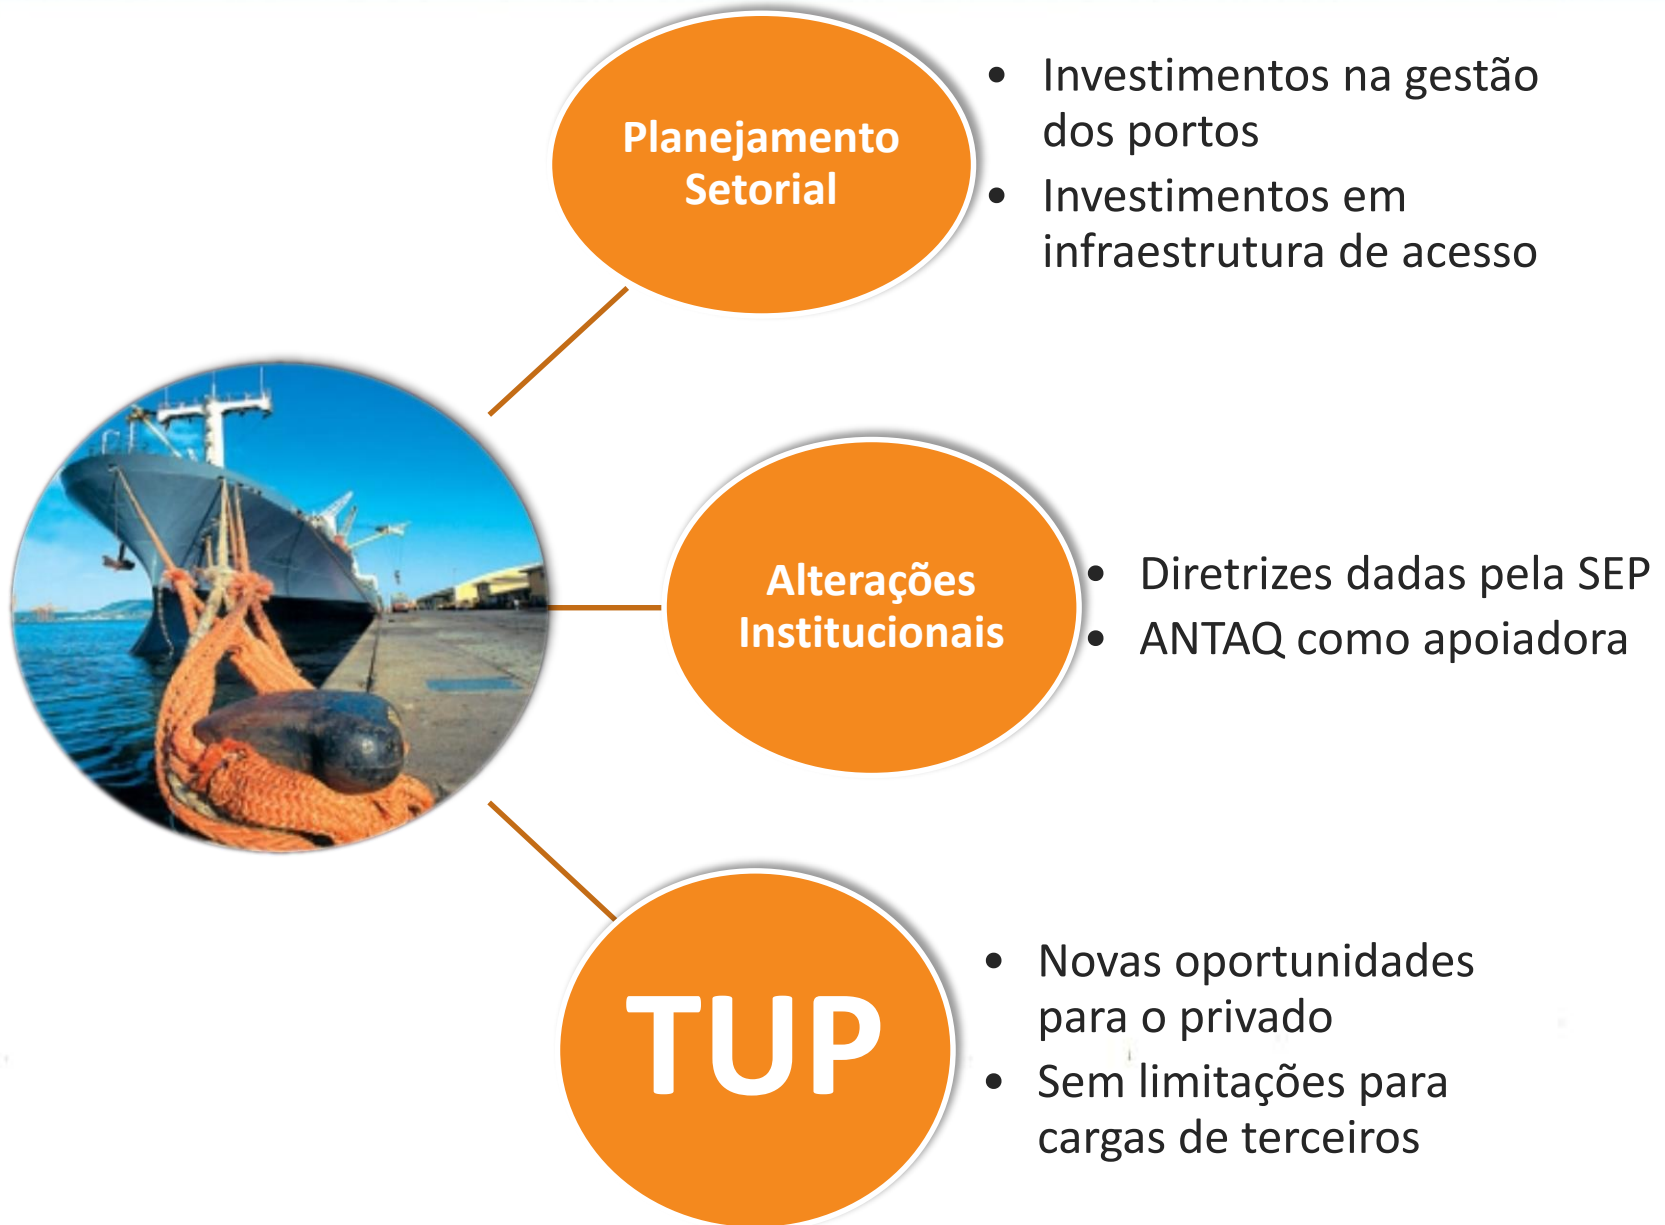 Planejamento
Setorial
• Investimentos na gestão
dos portos
• Investimentos em
infraestrutura de acesso
Alterações
Institucionais
• Diretrizes dadas pela SEP
• ANTAQ como apoiadora
TUP
• Novas oportunidades
para o privado
• Sem limitações para
cargas de terceiros